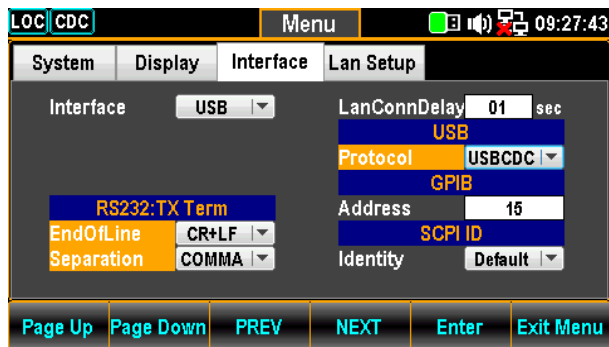 LOC CDC Menu 09:27:43
System Display Interface Lan Setup
Interface USB
LanConnDelay 01 sec
USB
Protocol USBCDC
GPIB
RS232:TX Term
Address 15
EndOfLine CR+LF
SCPI ID
Separation COMMA
Identity Default
Page Up Page Down PREV NEXT Enter Exit Menu